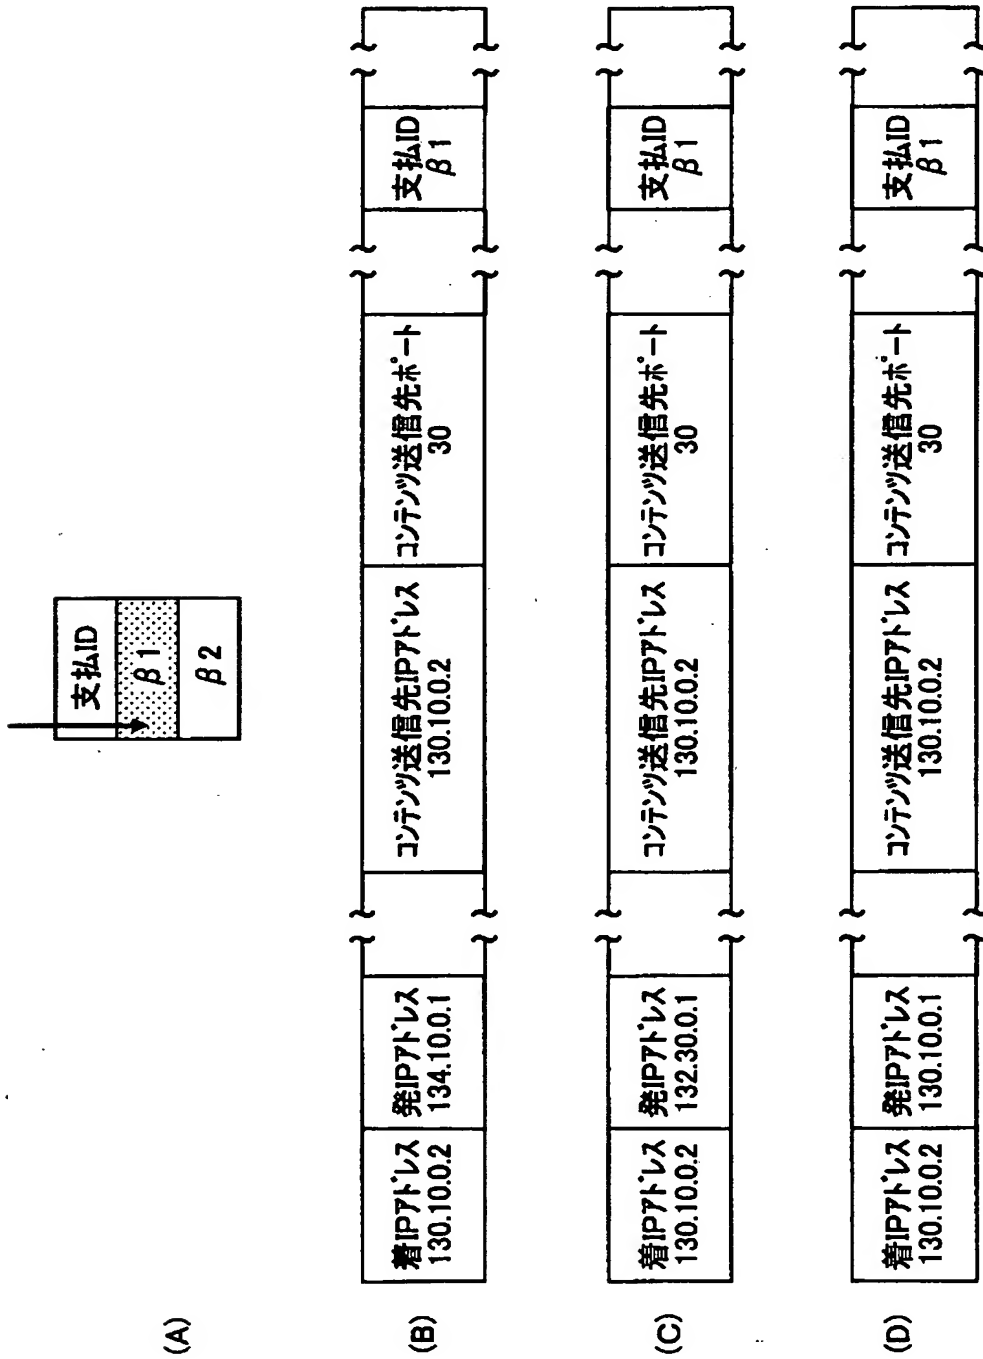 (A)
支払ID
β1
β2
(B)
着IPアドレス
130.10.0.2
発IPアドレス
134.10.0.1
コンテンツ送信先IPアドレス
130.10.0.2
コンテンツ送信先ポート
30
支払ID
β1
(C)
着IPアドレス
130.10.0.2
発IPアドレス
132.30.0.1
コンテンツ送信先IPアドレス
130.10.0.2
コンテンツ送信先ポート
30
支払ID
β1
(D)
着IPアドレス
130.10.0.2
発IPアドレス
130.10.0.1
コンテンツ送信先IPアドレス
130.10.0.2
コンテンツ送信先ポート
30
支払ID
β1